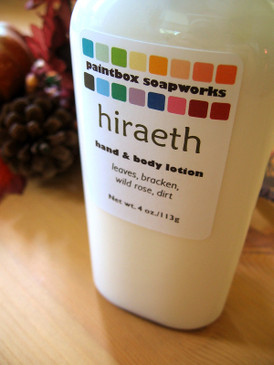 paintbox soapworks
hiraeth
hand & body lotion
leaves, bracken,
wild rose, dirt
Net wt. 4 oz./113g